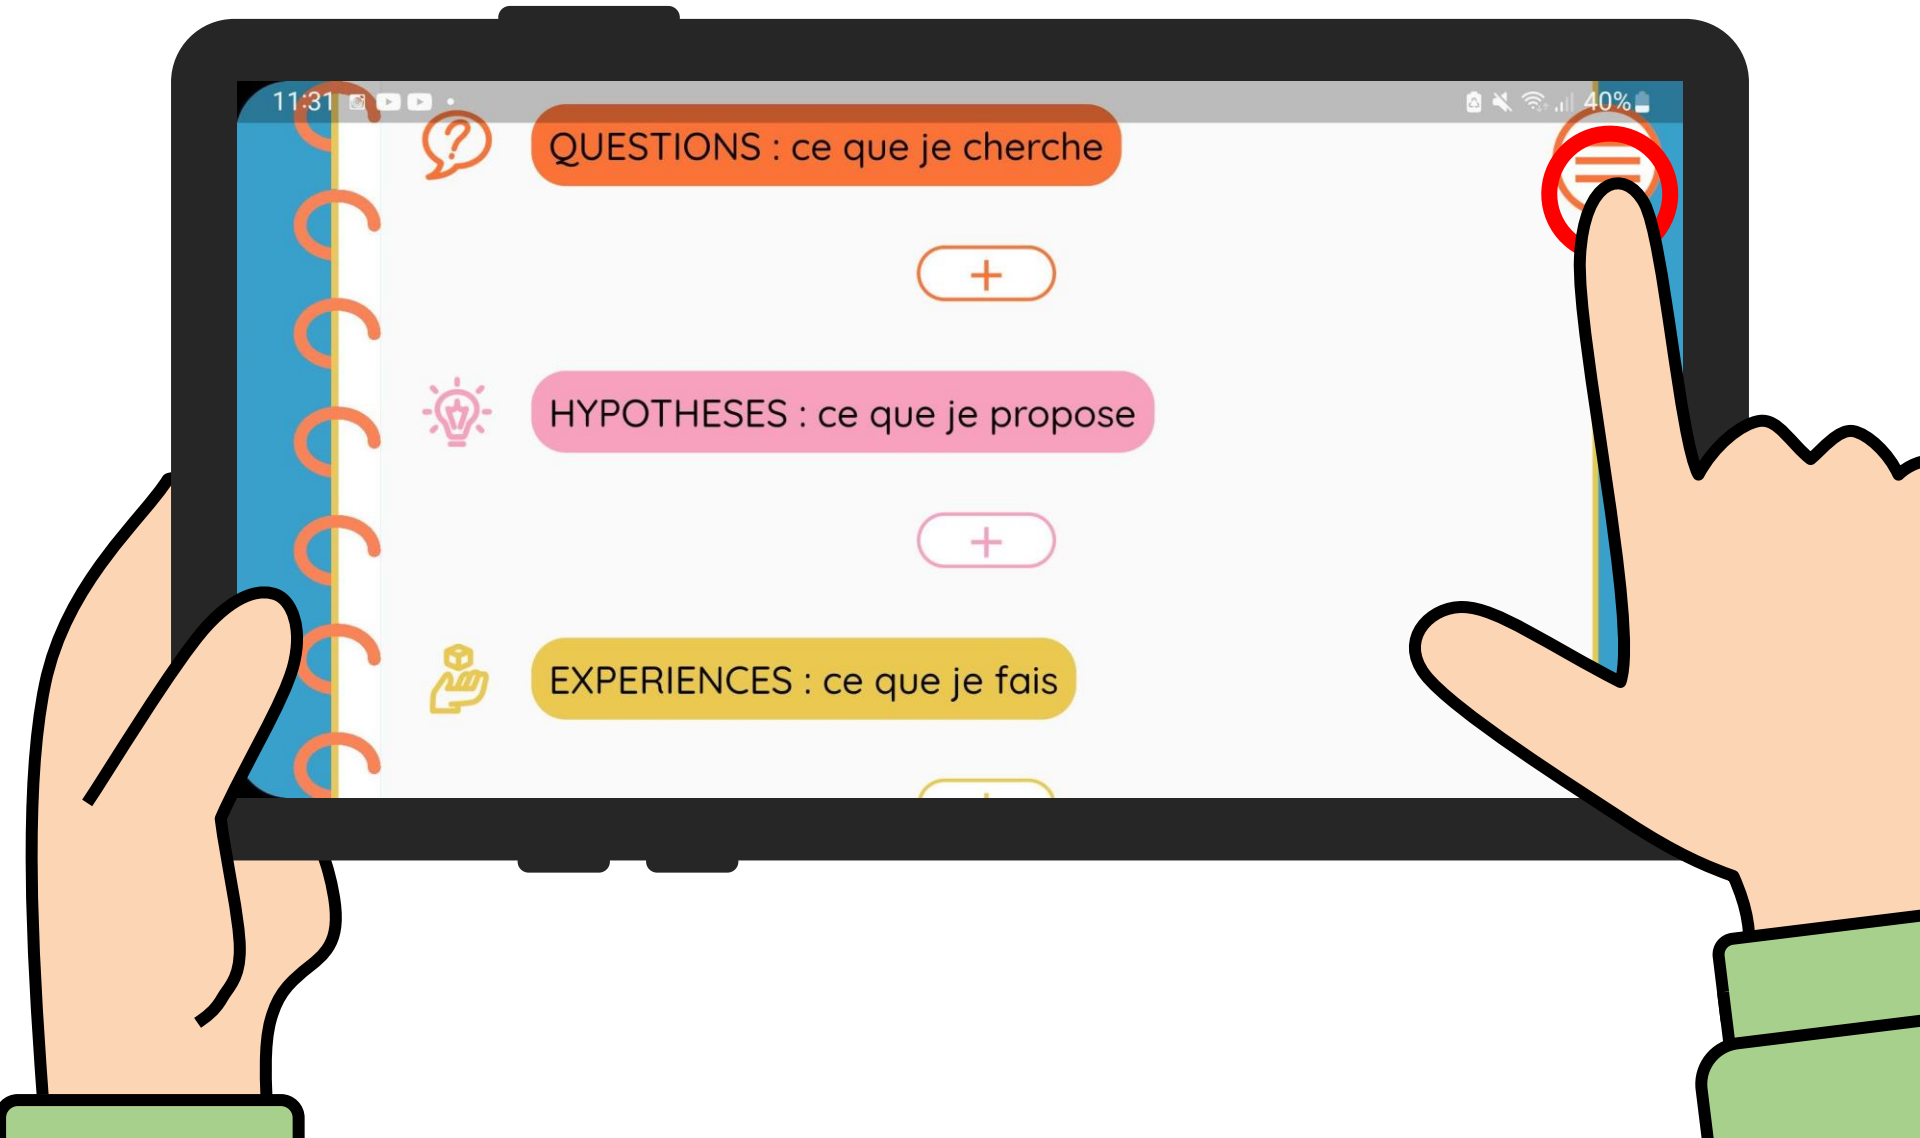 11:31
40%
QUESTIONS : ce que je cherche
+
HYPOTHESES : ce que je propose
+
EXPERIENCES : ce que je fais